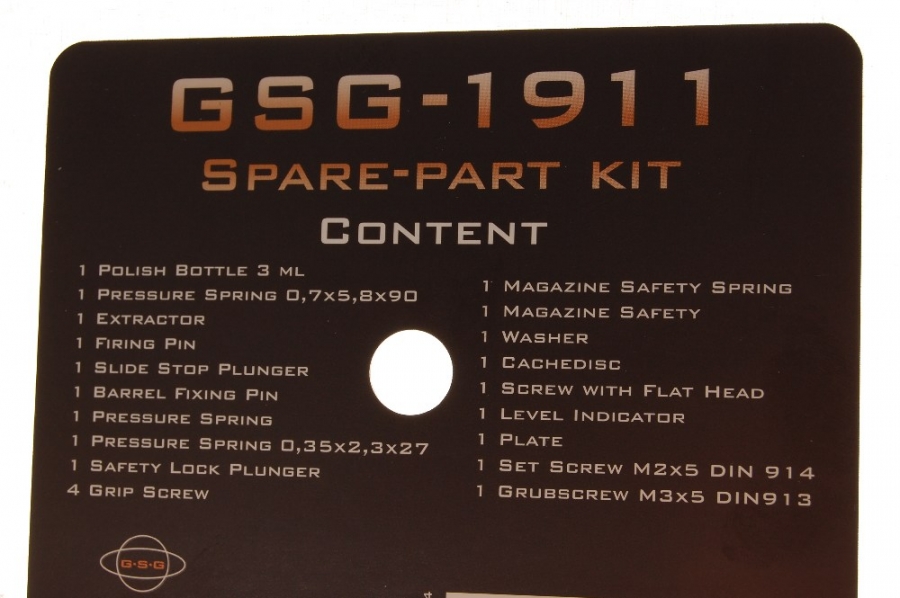 GSG-1911
SPARE-PART KIT
CONTENT
1 POLISH BOTTLE 3 ML
1 PRESSURE SPRING 0,7x5,8x90
1 EXTRACTOR
1 FIRING PIN
1 SLIDE STOP PLUNGER
1 BARREL FIXING PIN
1 PRESSURE SPRING
1 PRESSURE SPRING 0,35x2,3x27
1 SAFETY LOCK PLUNGER
4 GRIP SCREW
1 MAGAZINE SAFETY SPRING
1 MAGAZINE SAFETY
1 WASHER
1 CACHEDISC
1 SCREW WITH FLAT HEAD
1 LEVEL INDICATOR
1 PLATE
1 SET SCREW M2x5 DIN 914
1 GRUBSCREW M3x5 DIN913
G·S·G
4